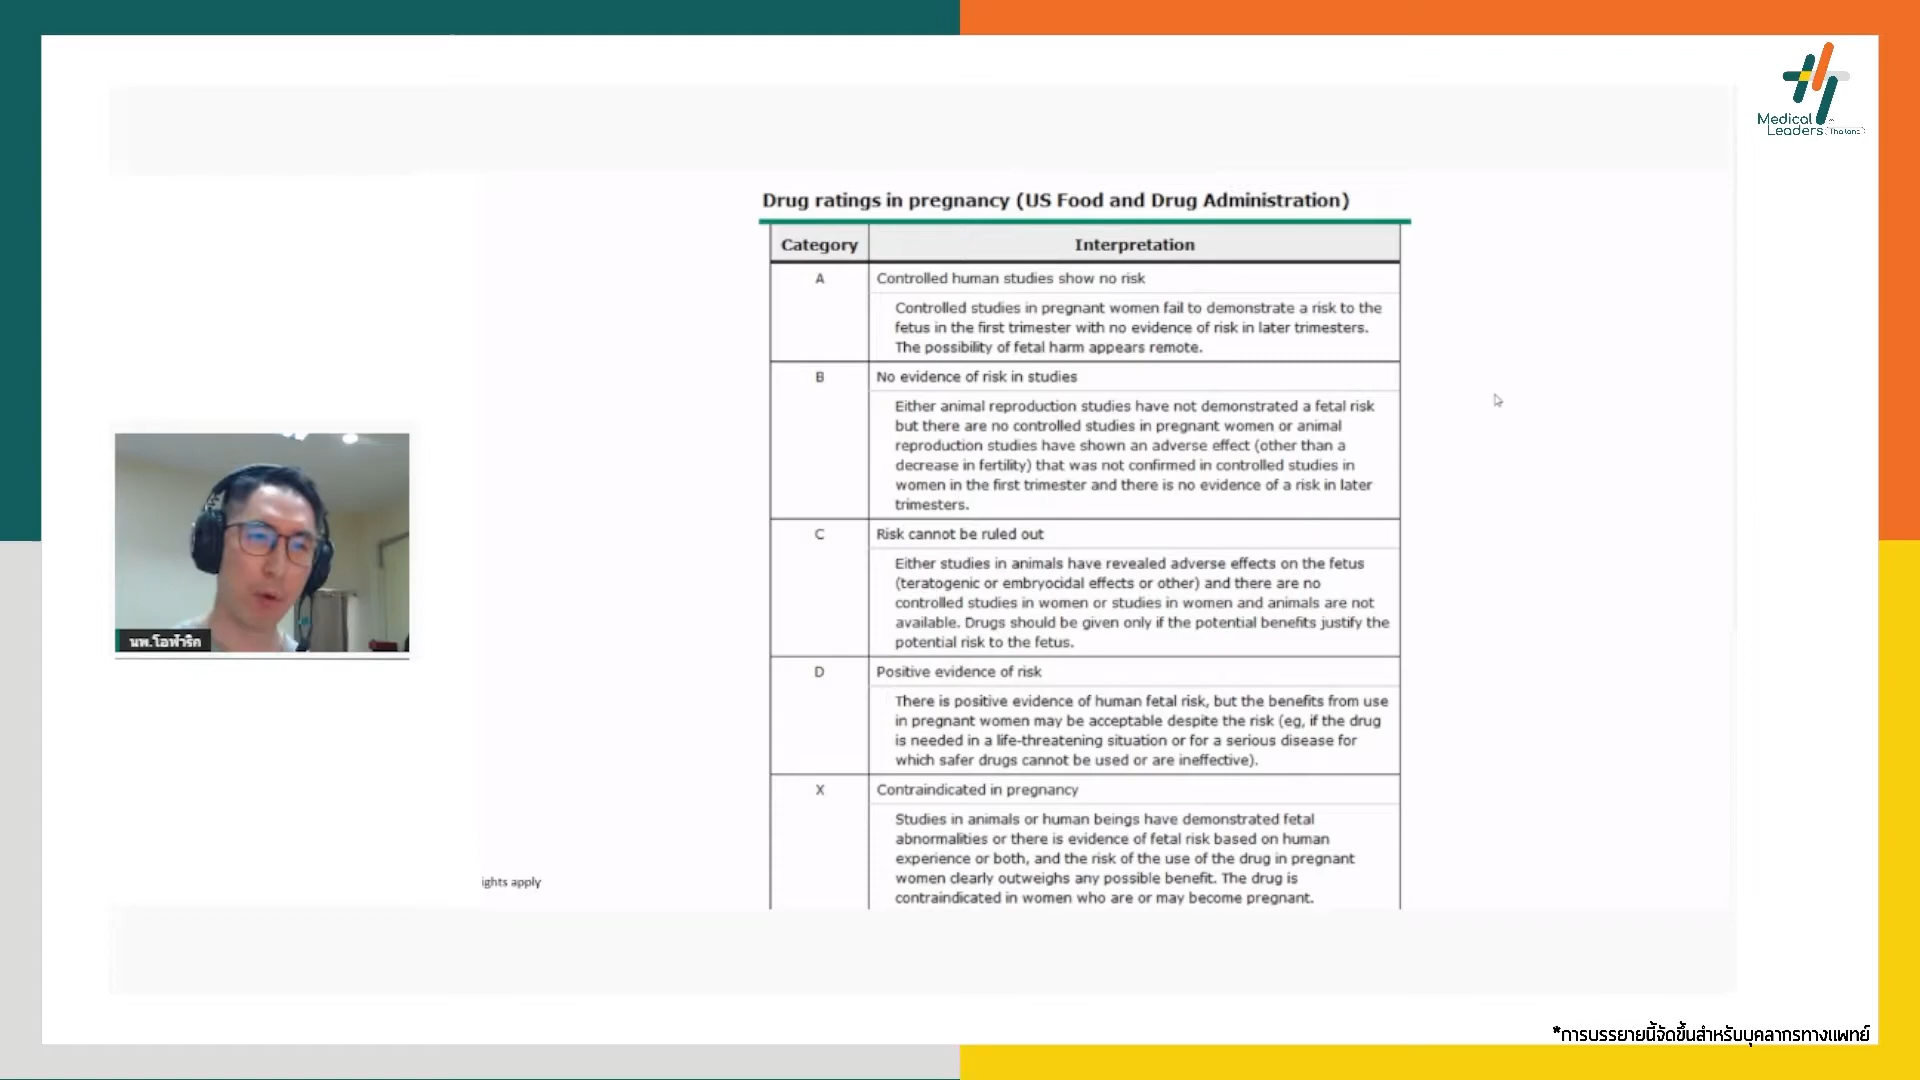 Medical
Leaders (Thailand)
Drug ratings in pregnancy (US Food and Drug Administration)
Category Interpretation
A Controlled human studies show no risk
Controlled studies in pregnant women fail to demonstrate a risk to the
fetus in the first trimester with no evidence of risk in later trimesters.
The possibility of fetal harm appears remote.
B No evidence of risk in studies
Either animal reproduction studies have not demonstrated a fetal risk
but there are no controlled studies in pregnant women or animal
reproduction studies have shown an adverse effect (other than a
decrease in fertility) that was not confirmed in controlled studies in
women in the first trimester and there is no evidence of a risk in later
trimesters.
C Risk cannot be ruled out
Either studies in animals have revealed adverse effects on the fetus
(teratogenic or embryocidal effects or other) and there are no
controlled studies in women or studies in women and animals are not
available. Drugs should be given only if the potential benefits justify the
potential risk to the fetus.
นพ.โอฬาริค
D Positive evidence of risk
There is positive evidence of human fetal risk, but the benefits from use
in pregnant women may be acceptable despite the risk (eg, if the drug
is needed in a life-threatening situation or for a serious disease for
which safer drugs cannot be used or are ineffective).
X Contraindicated in pregnancy
Studies in animals or human beings have demonstrated fetal
abnormalities or there is evidence of fetal risk based on human
experience or both, and the risk of the use of the drug in pregnant
women clearly outweighs any possible benefit. The drug is
contraindicated in women who are or may become pregnant.
ights apply
*การบรรยายนี้จัดขึ้นสำหรับบุคลากรทางแพทย์